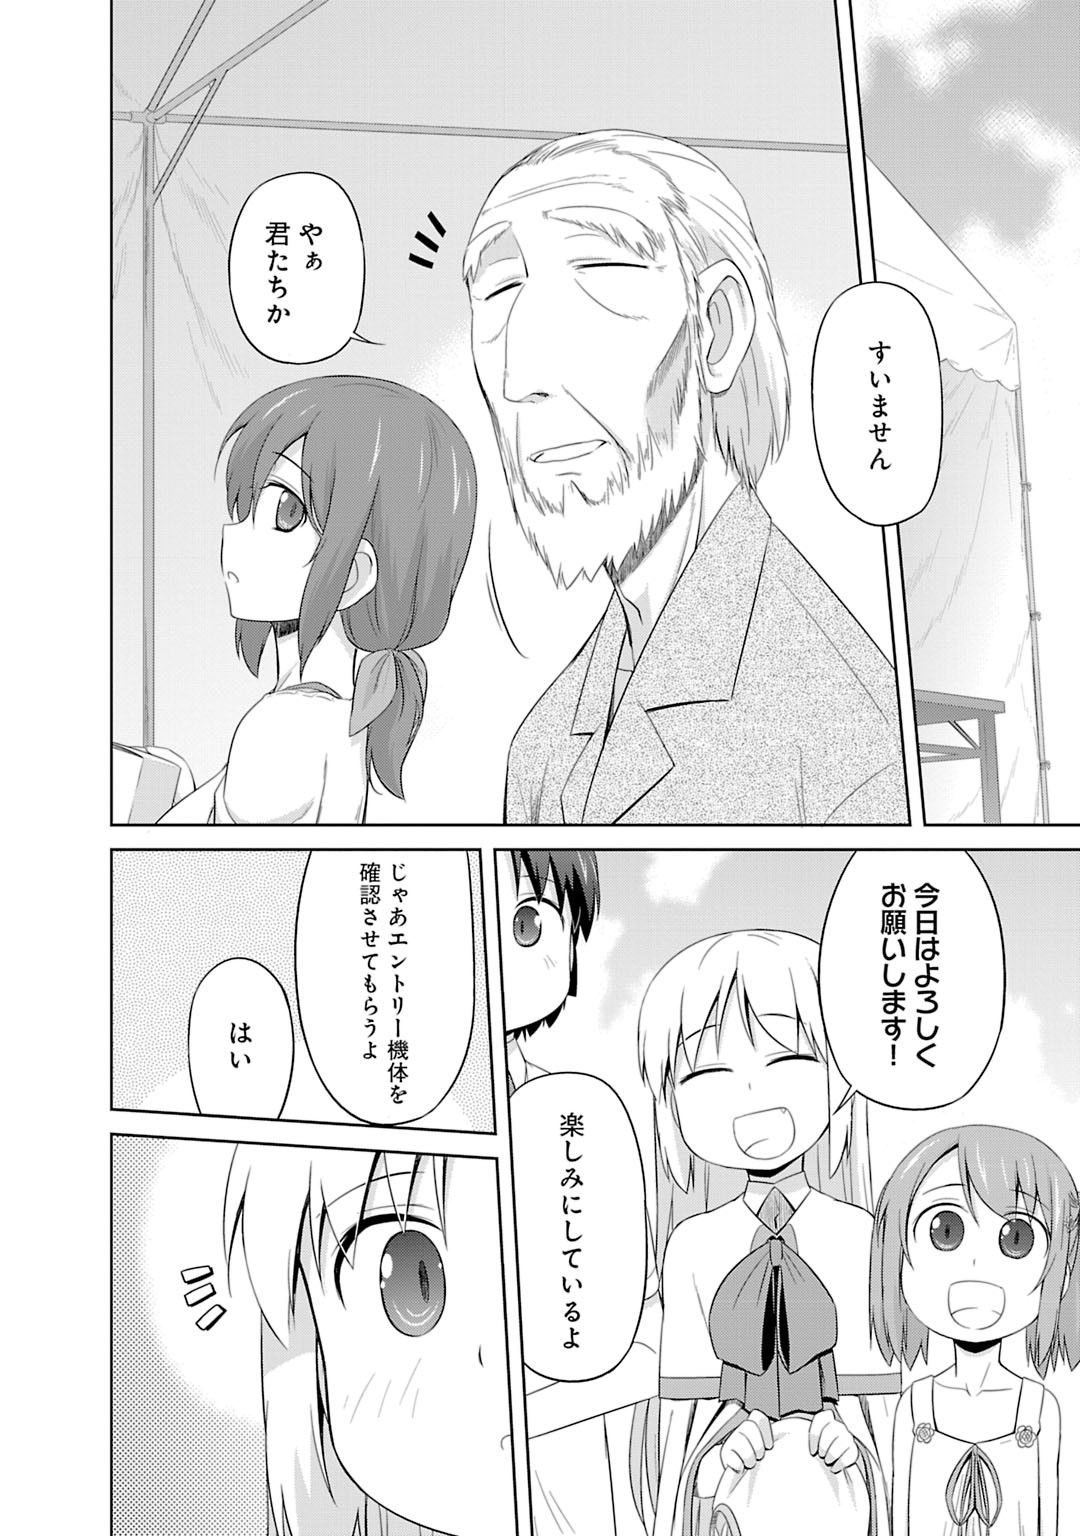 すいません
やぁ
君たちか
今日はよろしく
お願いします！
楽しみにしているよ
じゃあエントリー機体を
確認させてもらうよ
はい